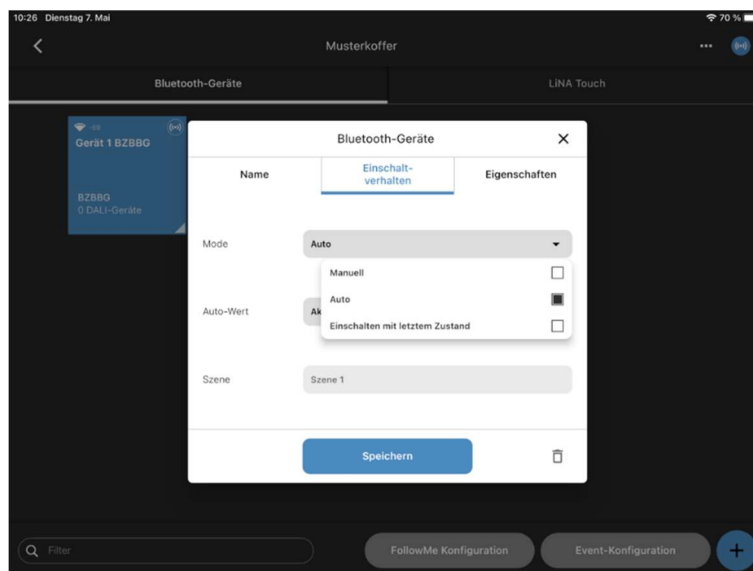 10:26 Dienstag 7. Mai
70 %
Musterkoffer
Bluetooth-Geräte
LiNA Touch
Gerät 1 BZBBG
BZBBG
0 DALI-Geräte
Bluetooth-Geräte
Name
Einschalt-
verhalten
Eigenschaften
Mode
Auto
Manuell
Auto
Einschalten mit letztem Zustand
Auto-Wert
Ak
Szene
Szene 1
Speichern
Filter
FollowMe Konfiguration
Event-Konfiguration